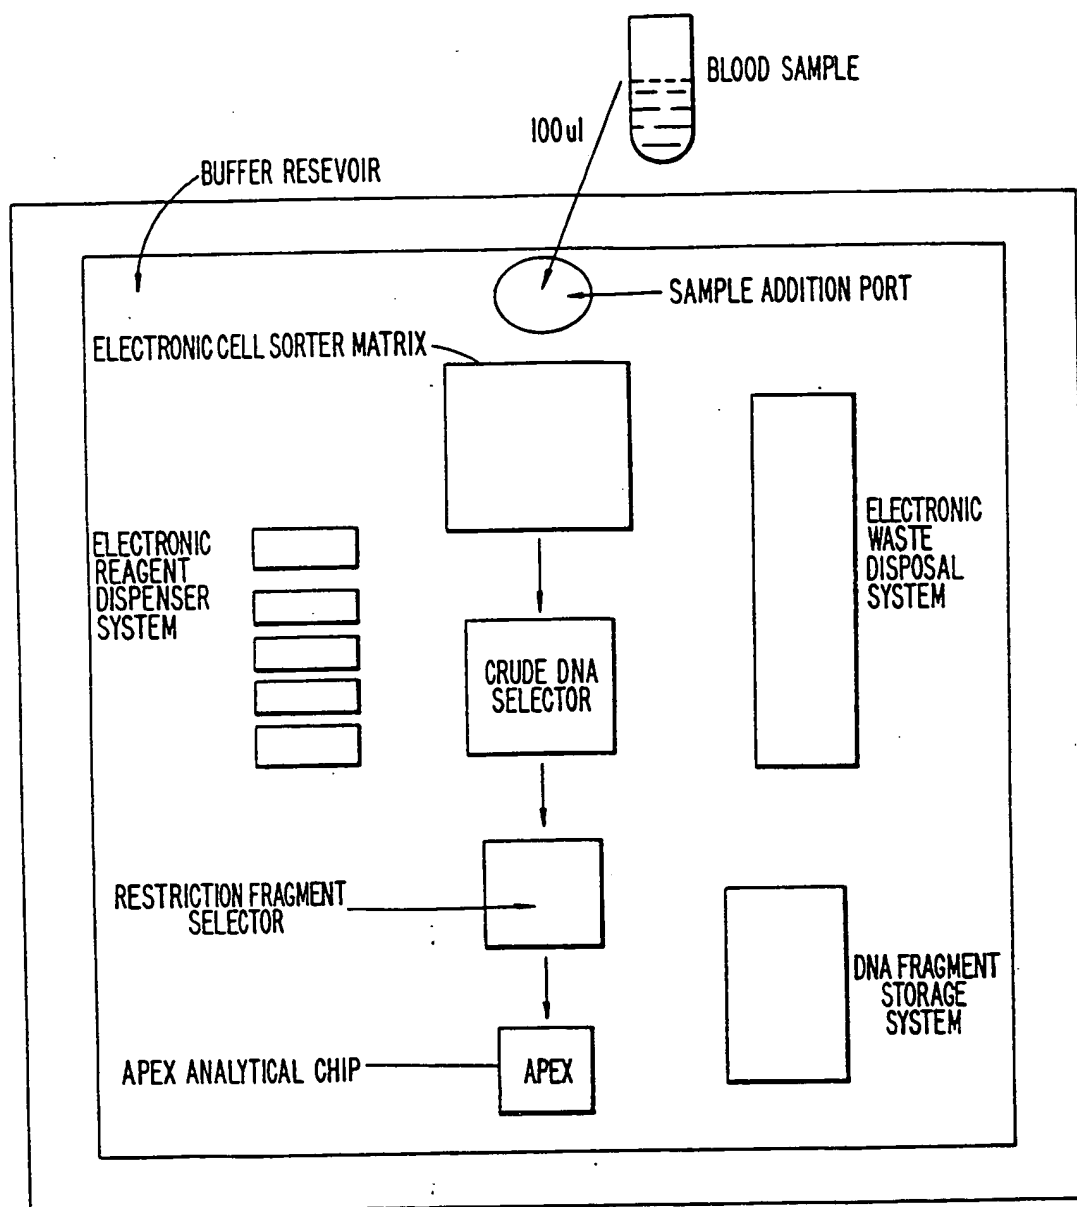 BLOOD SAMPLE
100ul
BUFFER RESEVOIR
SAMPLE ADDITION PORT
ELECTRONIC CELL SORTER MATRIX
ELECTRONIC
REAGENT
DISPENSER
SYSTEM
ELECTRONIC
WASTE
DISPOSAL
SYSTEM
CRUDE DNA
SELECTOR
RESTRICTION FRAGMENT
SELECTOR
DNA FRAGMENT
STORAGE
SYSTEM
APEX ANALYTICAL CHIP
APEX